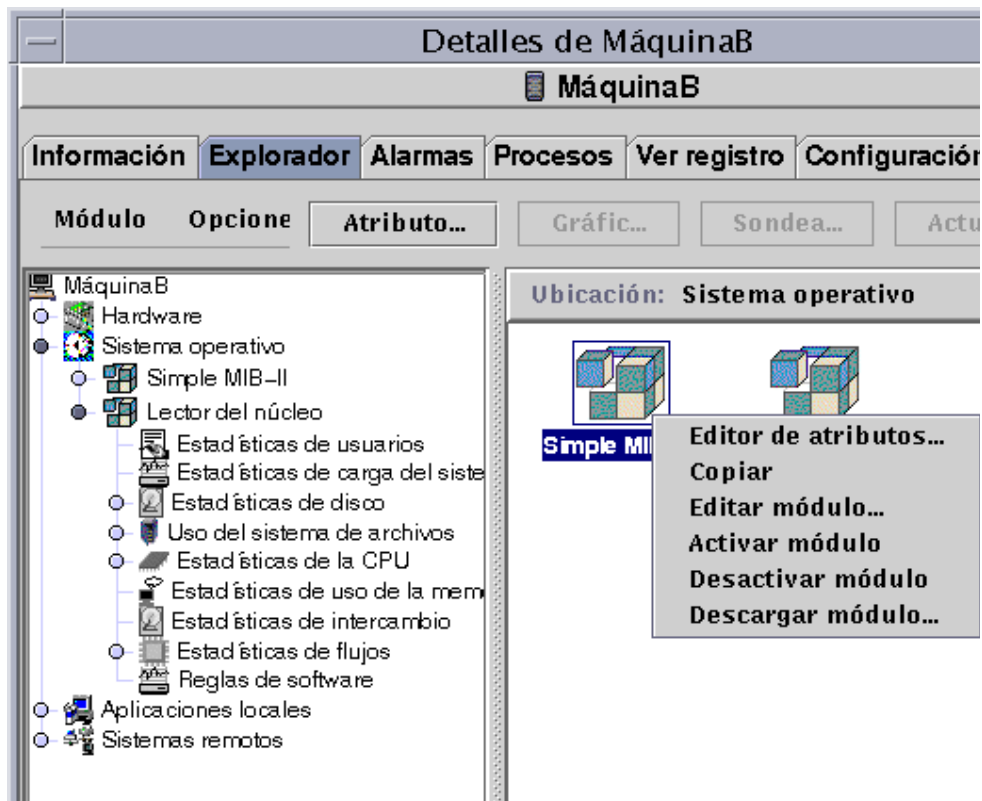 Detalles de MáquinaB
MáquinaB
Información Explorador Alarmas Procesos Ver registro Configuración
Módulo Opcione Atributo... Gráfic... Sondea... Actu
MáquinaB
Hardware
Sistema operativo
Simple MIB-II
Lector del núcleo
Estadísticas de usuarios
Estadísticas de carga del siste
Estadísticas de disco
Uso del sistema de archivos
Estadísticas de la CPU
Estadísticas de uso de la mem
Estadísticas de intercambio
Estadísticas de flujos
Reglas de software
Aplicaciones locales
Sistemas remotos
Ubicación: Sistema operativo
Simple MI
Editor de atributos...
Copiar
Editar módulo...
Activar módulo
Desactivar módulo
Descargar módulo...